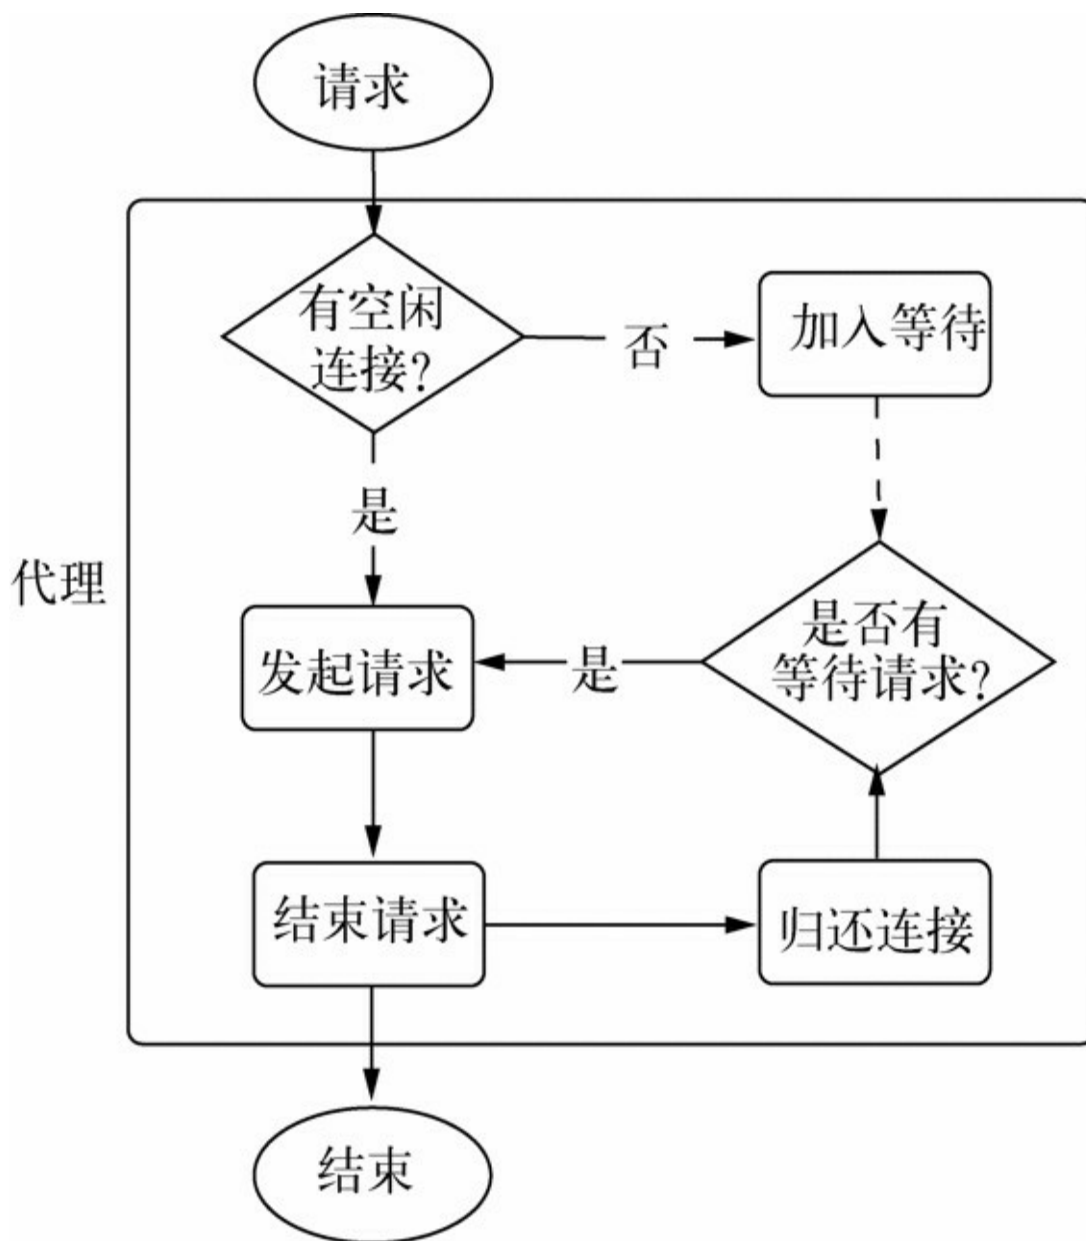 请求
有空闲
连接?
否
加入等待
是
代理
发起请求
是
是否有
等待请求?
结束请求
归还连接
结束